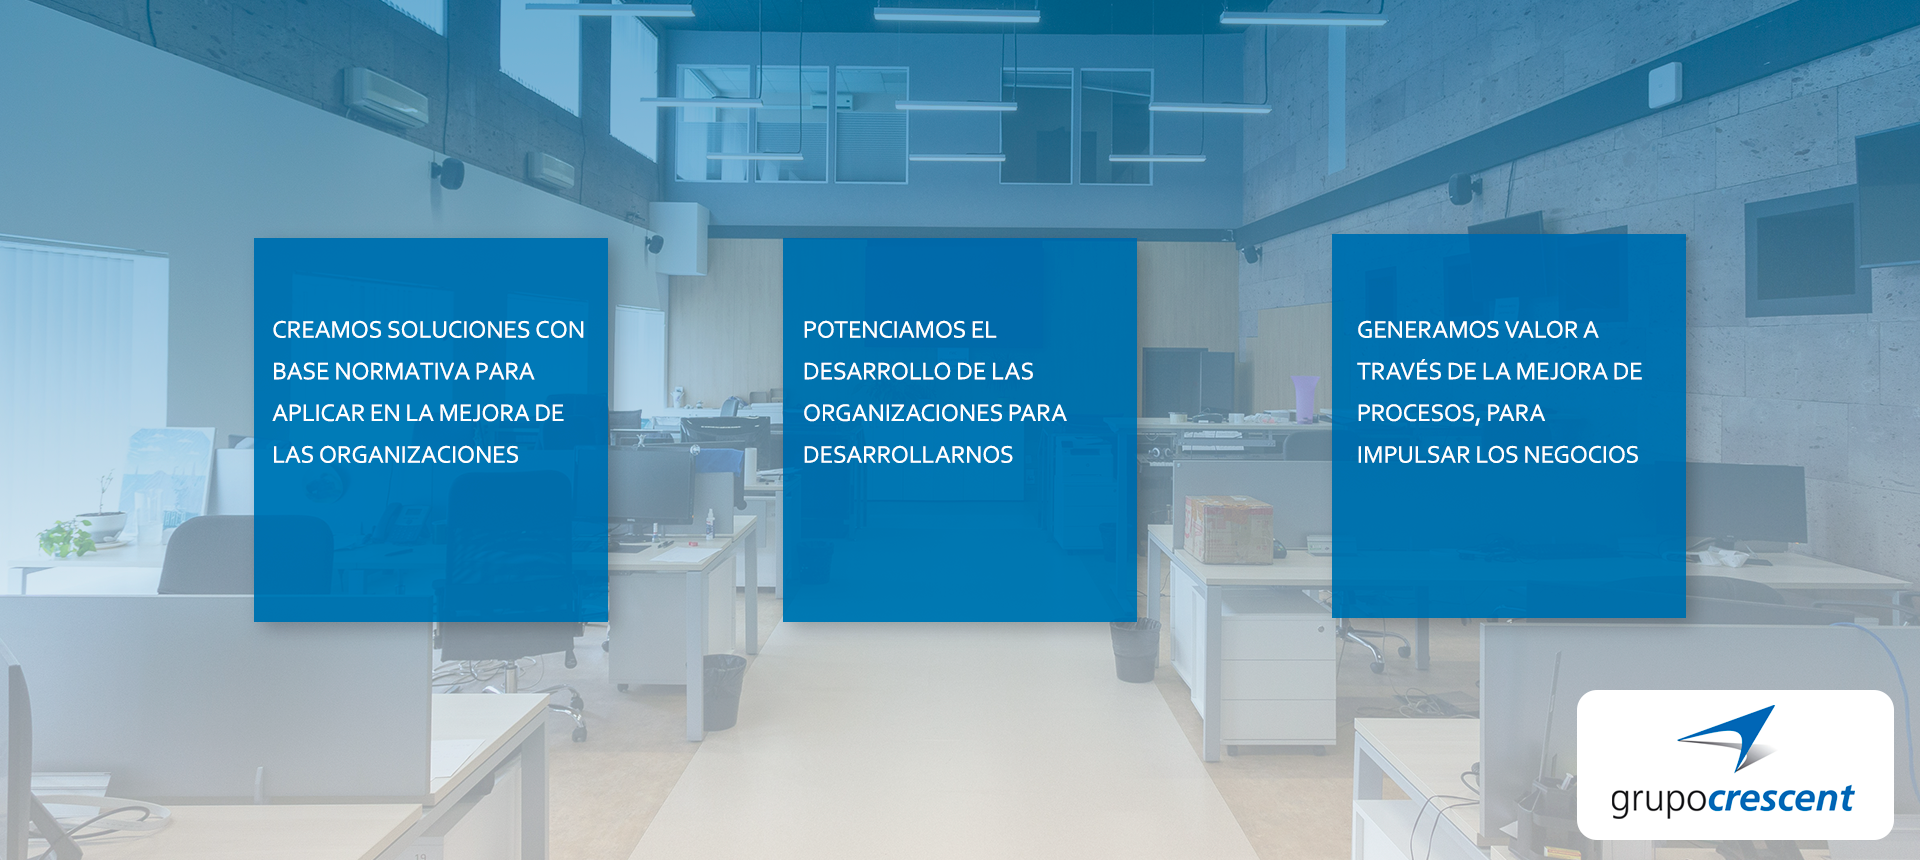 CREAMOS SOLUCIONES CON
BASE NORMATIVA PARA
APLICAR EN LA MEJORA DE
LAS ORGANIZACIONES
POTENCIAMOS EL
DESARROLLO DE LAS
ORGANIZACIONES PARA
DESARROLLARNOS
GENERAMOS VALOR A
TRAVÉS DE LA MEJORA DE
PROCESOS, PARA
IMPULSAR LOS NEGOCIOS
grupocrescent
19